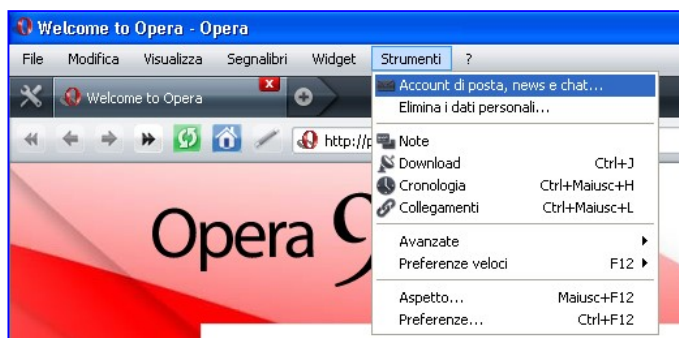 Welcome to Opera - Opera
File Modifica Visualizza Segnalibri Widget Strumenti ?
Welcome to Opera
http://p
Opera 9
Account di posta, news e chat...
Elimina i dati personali...
Note
Download Ctrl+J
Cronologia Ctrl+Maiusc+H
Collegamenti Ctrl+Maiusc+L
Avanzate
Preferenze veloci F12
Aspetto... Maiusc+F12
Preferenze... Ctrl+F12